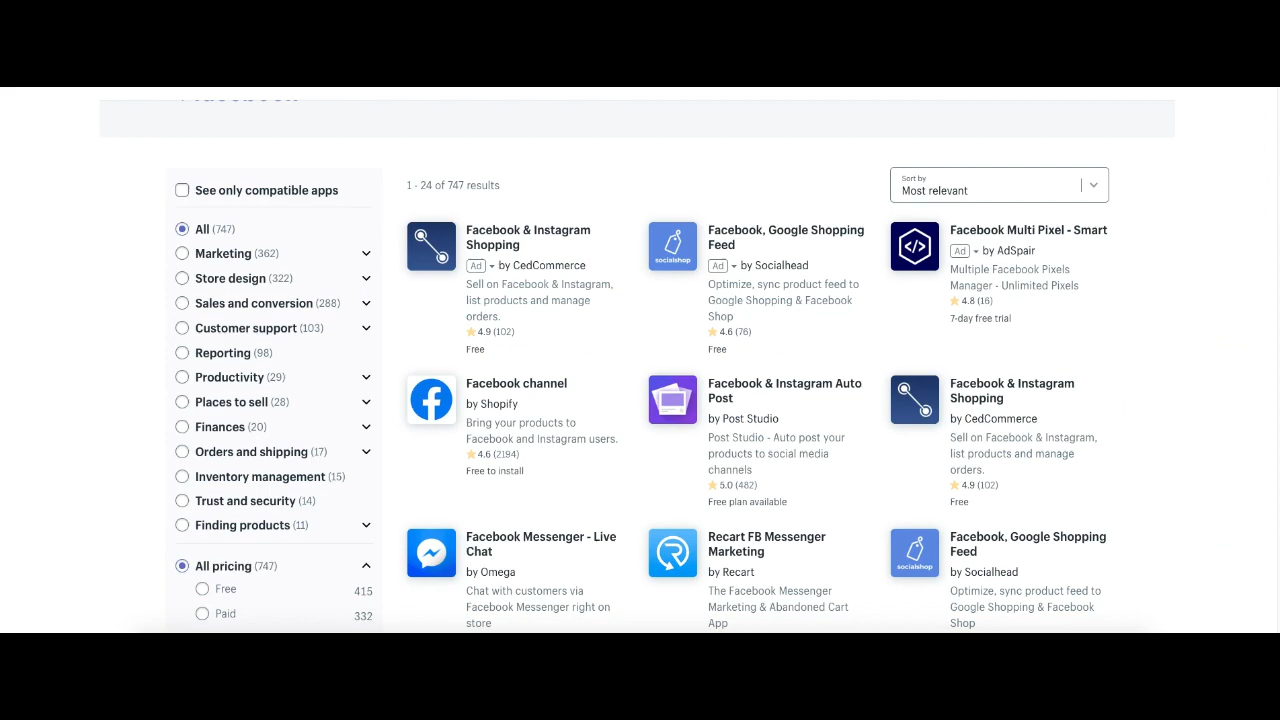 See only compatible apps
All (747)
Marketing (362)
Store design (322)
Sales and conversion (288)
Customer support (103)
Reporting (98)
Productivity (29)
Places to sell (28)
Finances (20)
Orders and shipping (17)
Inventory management (15)
Trust and security (14)
Finding products (11)
All pricing (747)
Free 415
Paid 332
1 - 24 of 747 results
Sort by
Most relevant
Facebook & Instagram
Shopping
Ad by CedCommerce
Sell on Facebook & Instagram,
list products and manage
orders.
4.9 (102)
Free
Facebook, Google Shopping
Feed
Ad by Socialhead
Optimize, sync product feed to
Google Shopping & Facebook
Shop
4.6 (76)
Free
socialshop
Facebook Multi Pixel - Smart
Ad by AdSpair
Multiple Facebook Pixels
Manager - Unlimited Pixels
4.8 (16)
7-day free trial
Facebook channel
by Shopify
Bring your products to
Facebook and Instagram users.
4.6 (2194)
Free to install
Facebook & Instagram Auto
Post
by Post Studio
Post Studio - Auto post your
products to social media
channels
5.0 (482)
Free plan available
Facebook & Instagram
Shopping
by CedCommerce
Sell on Facebook & Instagram,
list products and manage
orders.
4.9 (102)
Free
Facebook Messenger - Live
Chat
by Omega
Chat with customers via
Facebook Messenger right on
store
Recart FB Messenger
Marketing
by Recart
The Facebook Messenger
Marketing & Abandoned Cart
App
socialshop
Facebook, Google Shopping
Feed
by Socialhead
Optimize, sync product feed to
Google Shopping & Facebook
Shop